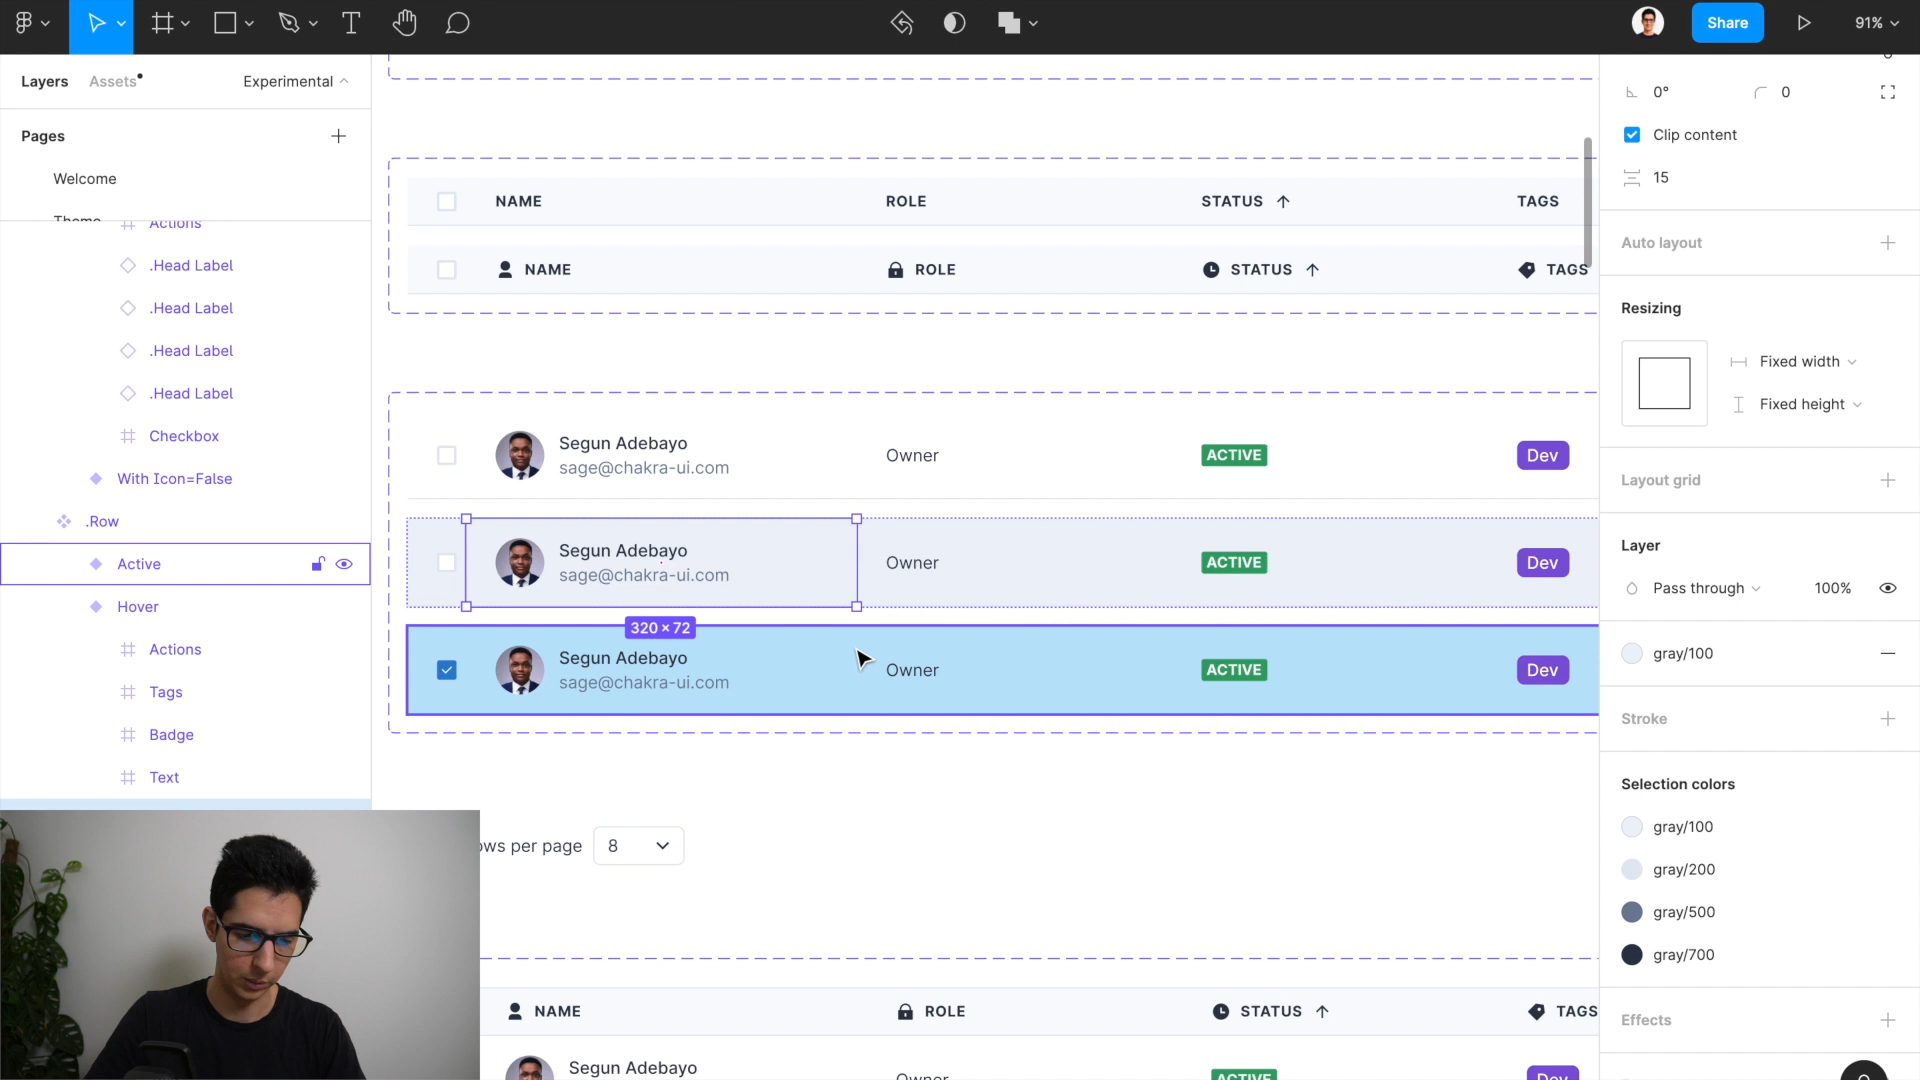 Share
91%
Layers
Assets
Experimental
Pages
Welcome
Theme
Actions
.Head Label
.Head Label
.Head Label
.Head Label
Checkbox
With Icon=False
.Row
Active
Hover
Actions
Tags
Badge
Text
NAME
ROLE
STATUS
TAGS
NAME
ROLE
STATUS
TAGS
Segun Adebayo
sage@chakra-ui.com
Owner
ACTIVE
Dev
Segun Adebayo
sage@chakra-ui.com
Owner
ACTIVE
Dev
320 × 72
Segun Adebayo
sage@chakra-ui.com
Owner
ACTIVE
Dev
ows per page
8
NAME
ROLE
STATUS
TAGS
Segun Adebayo
Owner
ACTIVE
Dev
0°
0
Clip content
15
Auto layout
Resizing
Fixed width
Fixed height
Layout grid
Layer
Pass through
100%
gray/100
Stroke
Selection colors
gray/100
gray/200
gray/500
gray/700
Effects